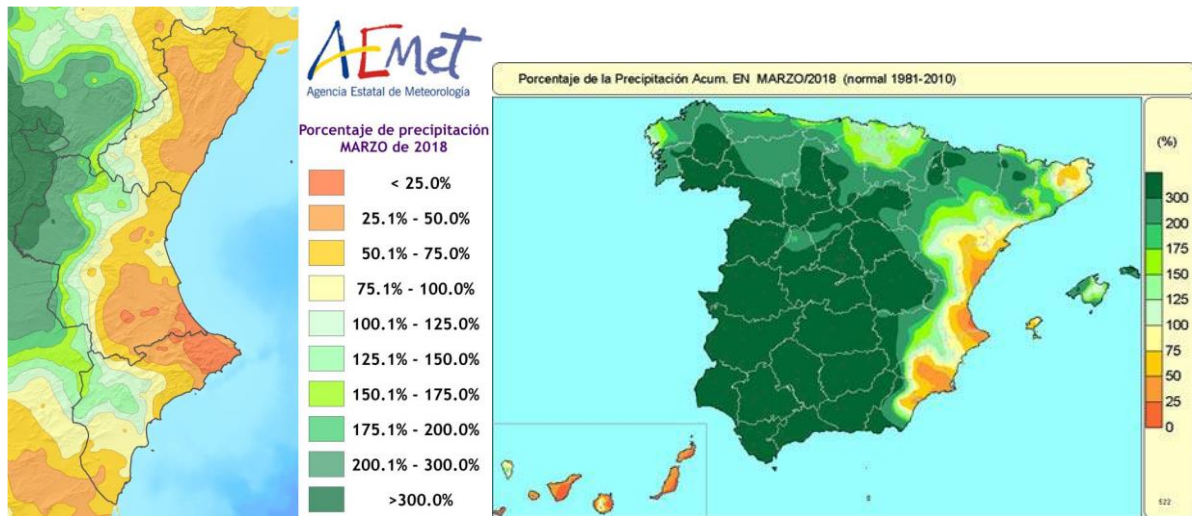 AEMet
Agencia Estatal de Meteorología
Porcentaje de precipitación
MARZO de 2018
< 25.0%
25.1% - 50.0%
50.1% - 75.0%
75.1% - 100.0%
100.1% - 125.0%
125.1% - 150.0%
150.1% - 175.0%
175.1% - 200.0%
200.1% - 300.0%
>300.0%
Porcentaje de la Precipitación Acum. EN MARZO/2018 (normal 1981-2010)
(%)
300
200
150
125
100
75
50
25
0
522